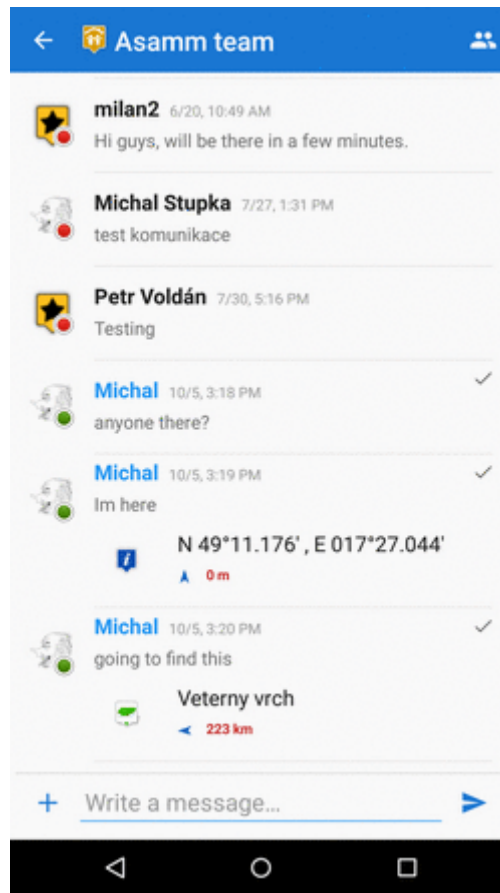 Asamm team
milan2 6/20, 10:49 AM
Hi guys, will be there in a few minutes.
Michal Stupka 7/27, 1:31 PM
test komunikace
Petr Voldán 7/30, 5:16 PM
Testing
Michal 10/5, 3:18 PM
anyone there?
Michal 10/5, 3:19 PM
Im here
N 49°11.176' , E 017°27.044'
0 m
Michal 10/5, 3:20 PM
going to find this
Veterny vrch
223 km
Write a message...